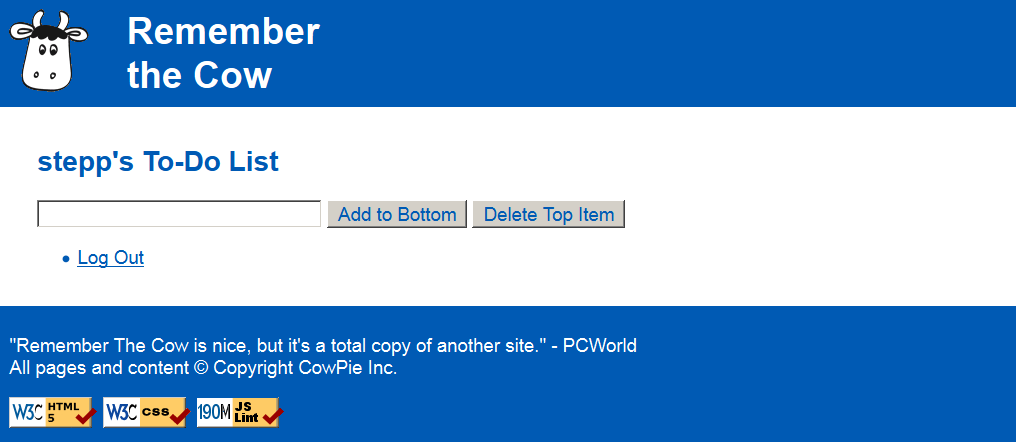 Remember
the Cow
stepp's To-Do List
Add to Bottom Delete Top Item
Log Out
"Remember The Cow is nice, but it's a total copy of another site." - PCWorld
All pages and content © Copyright CowPie Inc.
W3C HTML 5 W3C css 190M JS Lint